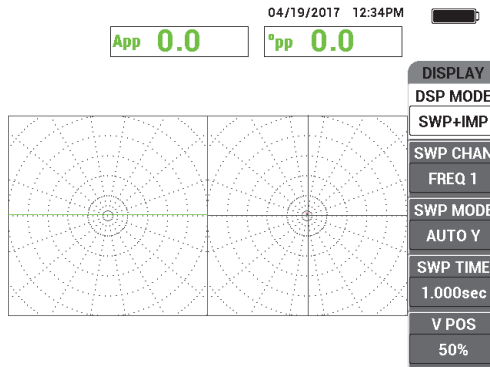 04/19/2017 12:34PM
App 0.0
°pp 0.0
DISPLAY
DSP MODE
SWP+IMP
SWP CHAN
FREQ 1
SWP MODE
AUTO Y
SWP TIME
1.000sec
V POS
50%